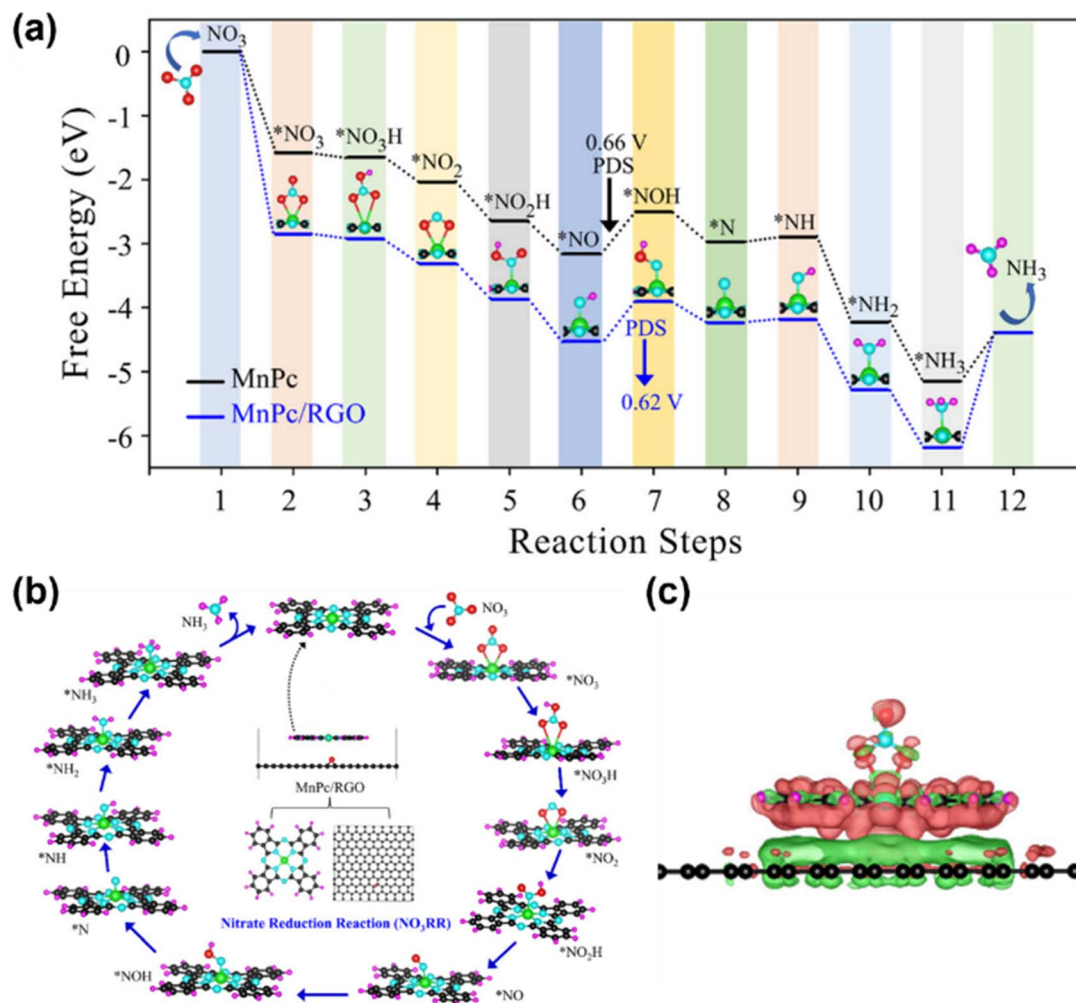 (a)
Free Energy (eV)
0
-1
-2
-3
-4
-5
-6
NO3
*NO3
*NO3H
*NO2
*NO2H
*NO
0.66 V
PDS
*NOH
*N
*NH
*NH2
*NH3
NH3
PDS
0.62 V
MnPc
MnPc/RGO
1 2 3 4 5 6 7 8 9 10 11 12
Reaction Steps
(b)
NH3
NO3
*NO3
*NO3H
*NO2
*NO2H
*NO
*NOH
*N
*NH
*NH2
*NH3
MnPc/RGO
Nitrate Reduction Reaction (NO3RR)
(c)